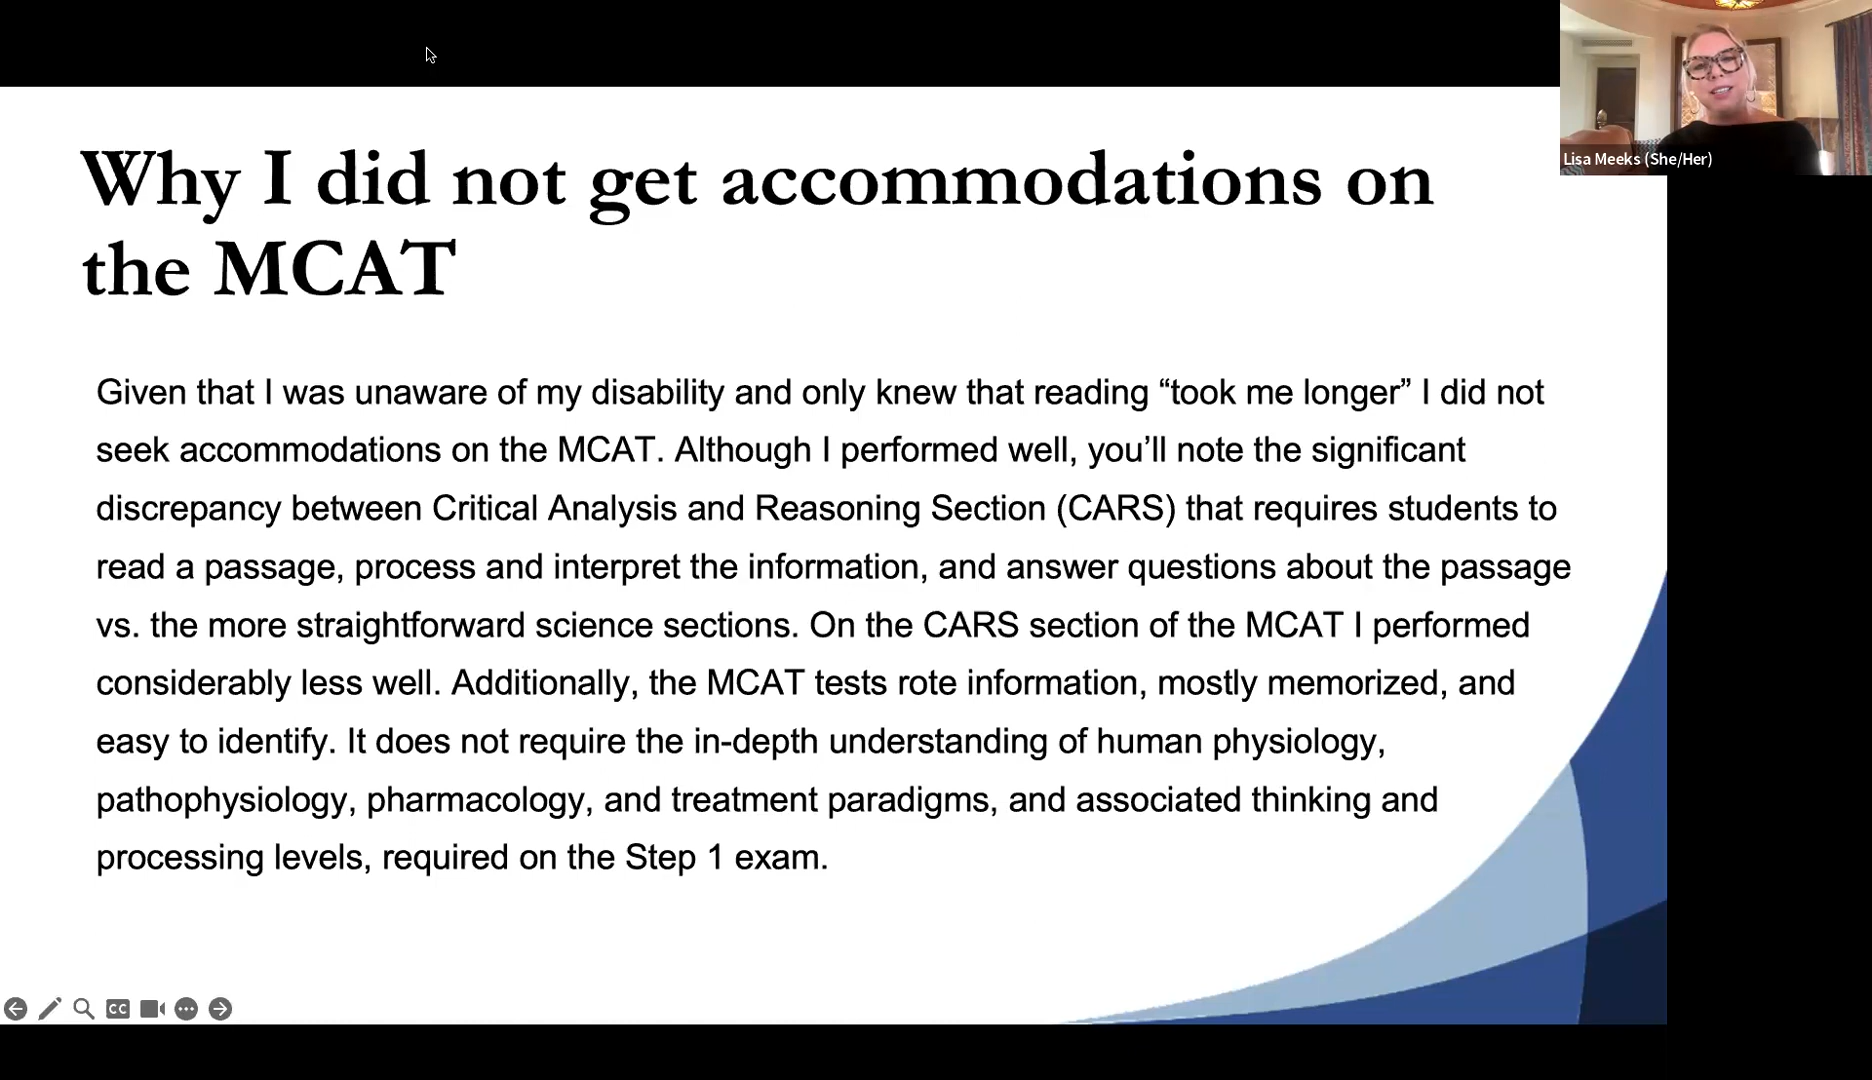 Lisa Meeks (She/Her)
Why I did not get accommodations on
the MCAT
Given that I was unaware of my disability and only knew that reading “took me longer” I did not
seek accommodations on the MCAT. Although I performed well, you’ll note the significant
discrepancy between Critical Analysis and Reasoning Section (CARS) that requires students to
read a passage, process and interpret the information, and answer questions about the passage
vs. the more straightforward science sections. On the CARS section of the MCAT I performed
considerably less well. Additionally, the MCAT tests rote information, mostly memorized, and
easy to identify. It does not require the in-depth understanding of human physiology,
pathophysiology, pharmacology, and treatment paradigms, and associated thinking and
processing levels, required on the Step 1 exam.
CC